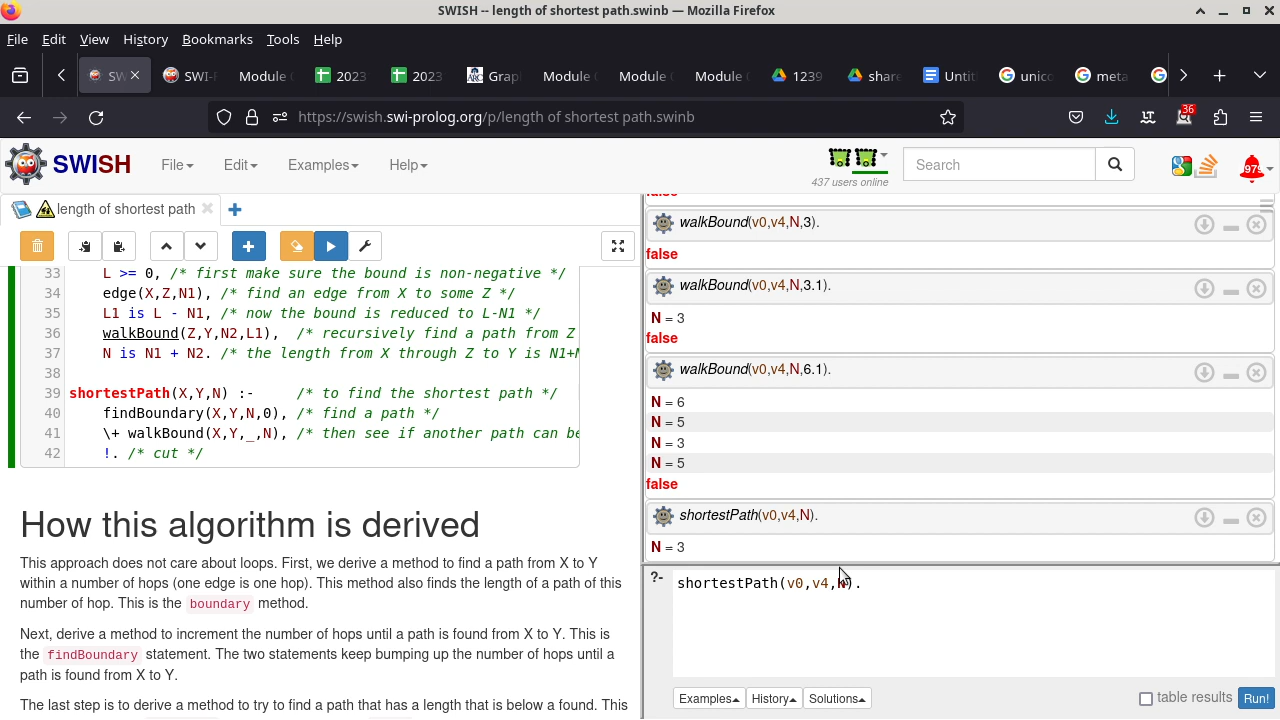 SWISH -- length of shortest path.swinb — Mozilla Firefox
File Edit View History Bookmarks Tools Help
SW SWI-F Module 2023 2023 Grap Module Module Module 1239 share Unti unico meta
https://swish.swi-prolog.org/p/length of shortest path.swinb 36
SWISH File Edit Examples Help 437 users online Search 979
length of shortest path
33 L >= 0, /* first make sure the bound is non-negative */
34 edge(X,Z,N1), /* find an edge from X to some Z */
35 L1 is L - N1, /* now the bound is reduced to L-N1 */
36 walkBound(Z,Y,N2,L1), /* recursively find a path from Z
37 N is N1 + N2. /* the length from X through Z to Y is N1+N
38
39 shortestPath(X,Y,N) :- /* to find the shortest path */
40 findBoundary(X,Y,N,0), /* find a path */
41 \+ walkBound(X,Y,_,N), /* then see if another path can be
42 !. /* cut */
How this algorithm is derived
This approach does not care about loops. First, we derive a method to find a path from X to Y
within a number of hops (one edge is one hop). This method also finds the length of a path of this
number of hop. This is the boundary method.
Next, derive a method to increment the number of hops until a path is found from X to Y. This is
the findBoundary statement. The two statements keep bumping up the number of hops until a
path is found from X to Y.
The last step is to derive a method to try to find a path that has a length that is below a round. This
false
walkBound(v0,v4,N,3).
false
walkBound(v0,v4,N,3.1).
N = 3
false
walkBound(v0,v4,N,6.1).
N = 6
N = 5
N = 3
N = 5
false
shortestPath(v0,v4,N).
N = 3
?- shortestPath(v0,v4,N).
Examples History Solutions table results Run!